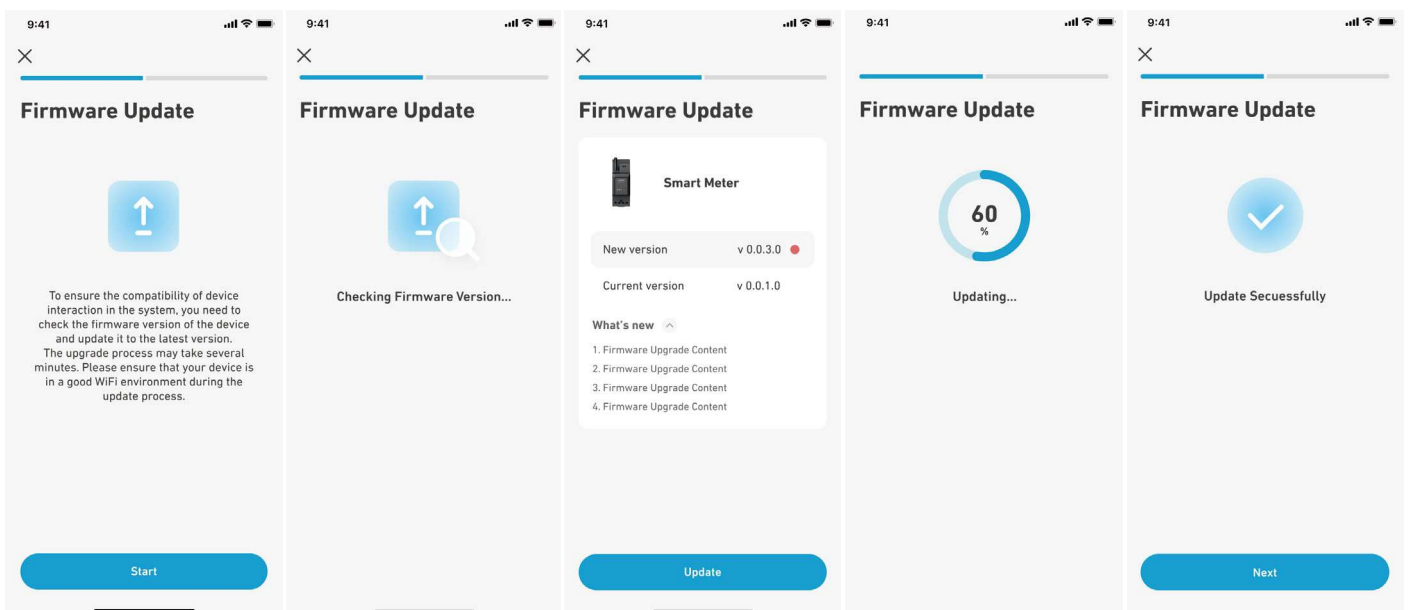 9:41
Firmware Update
To ensure the compatibility of device
interaction in the system, you need to
check the firmware version of the device
and update it to the latest version.
The upgrade process may take several
minutes. Please ensure that your device is
in a good WiFi environment during the
update process.
Start
9:41
Firmware Update
Checking Firmware Version...
9:41
Firmware Update
Smart Meter
New version v 0.0.3.0
Current version v 0.0.1.0
What's new
1. Firmware Upgrade Content
2. Firmware Upgrade Content
3. Firmware Upgrade Content
4. Firmware Upgrade Content
Update
9:41
Firmware Update
60
%
Updating...
9:41
Firmware Update
Update Secuessfully
Next